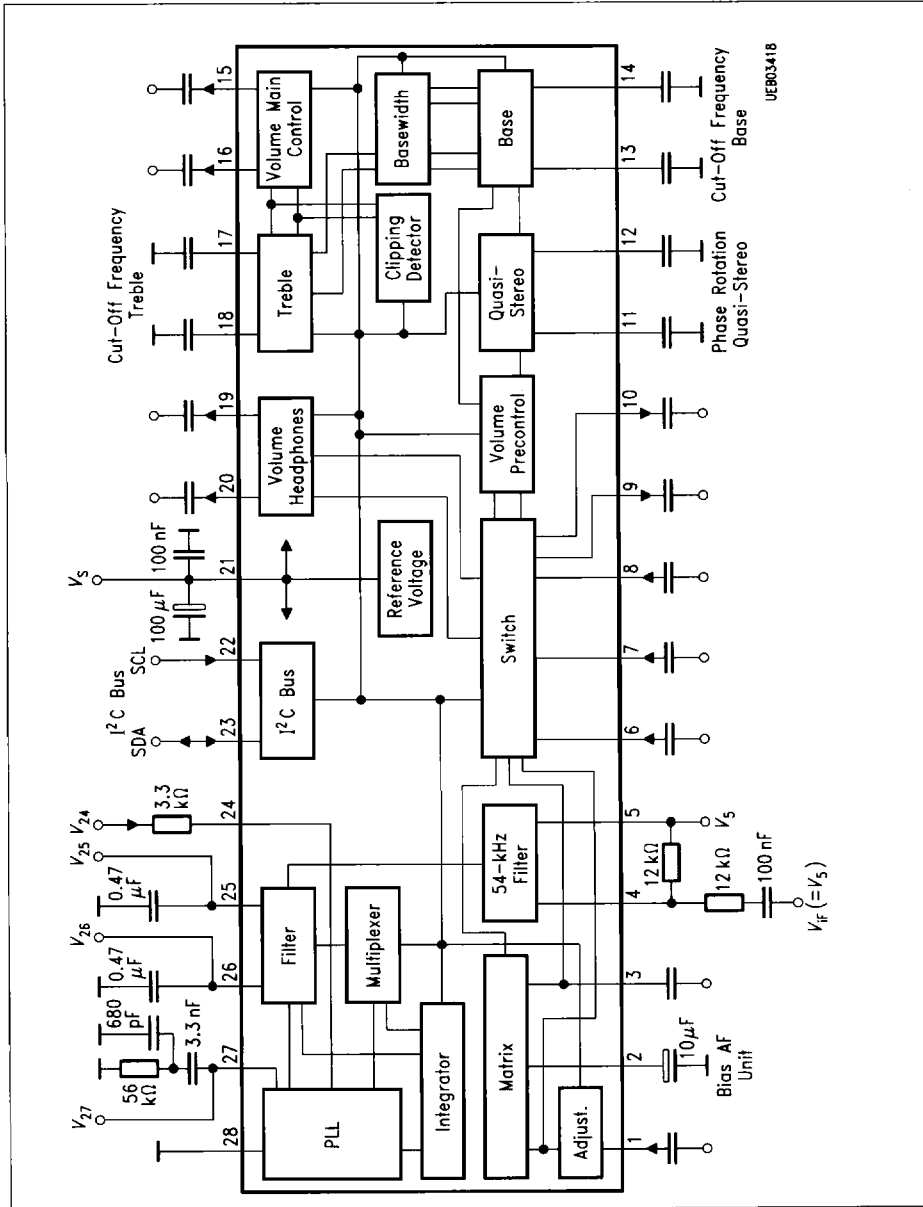 V27
56 kΩ
680 pF
3.3 nF
28
27
PLL
Integrator
Matrix
Adjust.
1
2
10 µF
Bias AF Unit
3
V26
0.47 µF
26
V25
0.47 µF
25
Filter
Multiplexer
54-kHz Filter
4
5
12 kΩ
12 kΩ
100 nF
ViF (=V5)
V5
V24
3.3 kΩ
24
I²C Bus
SDA
SCL
23
22
I²C Bus
6
7
8
9
10
Switch
VS
100 µF
100 nF
21
Reference Voltage
20
19
Volume Headphones
Volume Precontrol
Cut-Off Frequency Treble
18
17
Treble
Clipping Detector
Quasi-Stereo
11
12
Phase Rotation Quasi-Stereo
16
15
Volume Main Control
Basewidth
Base
13
14
Cut-Off Frequency Base
UEB03418